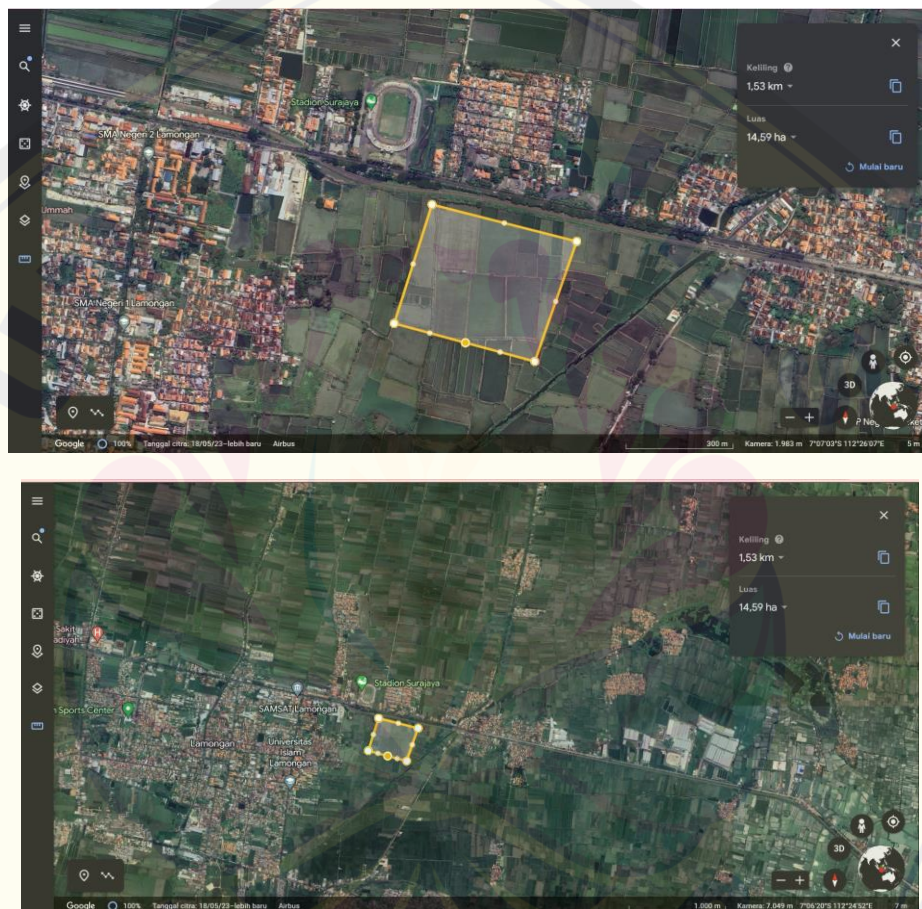 Keliling
1,53 km
Luas
14,59 ha
Mulai baru
Stadion Surajaya
SMA Negeri 2 Lamongan
Ummah
SMA Negeri 1 Lamongan
3D
Google 100% Tanggal citra: 18/05/23–lebih baru Airbus 300 m Kamera: 1.983 m 7°07'03"S 112°26'07"E 5 m
Keliling
1,53 km
Luas
14,59 ha
Mulai baru
Sakit
adiyah
H
Stadion Surajaya
n Sports Center
SAMSAT Lamongan
Lamongan
Universitas
Islam
Lamongan
3D
Google 100% Tanggal citra: 18/05/23–lebih baru Airbus 1.000 m Kamera: 7.049 m 7°06'20"S 112°24'52"E 7 m